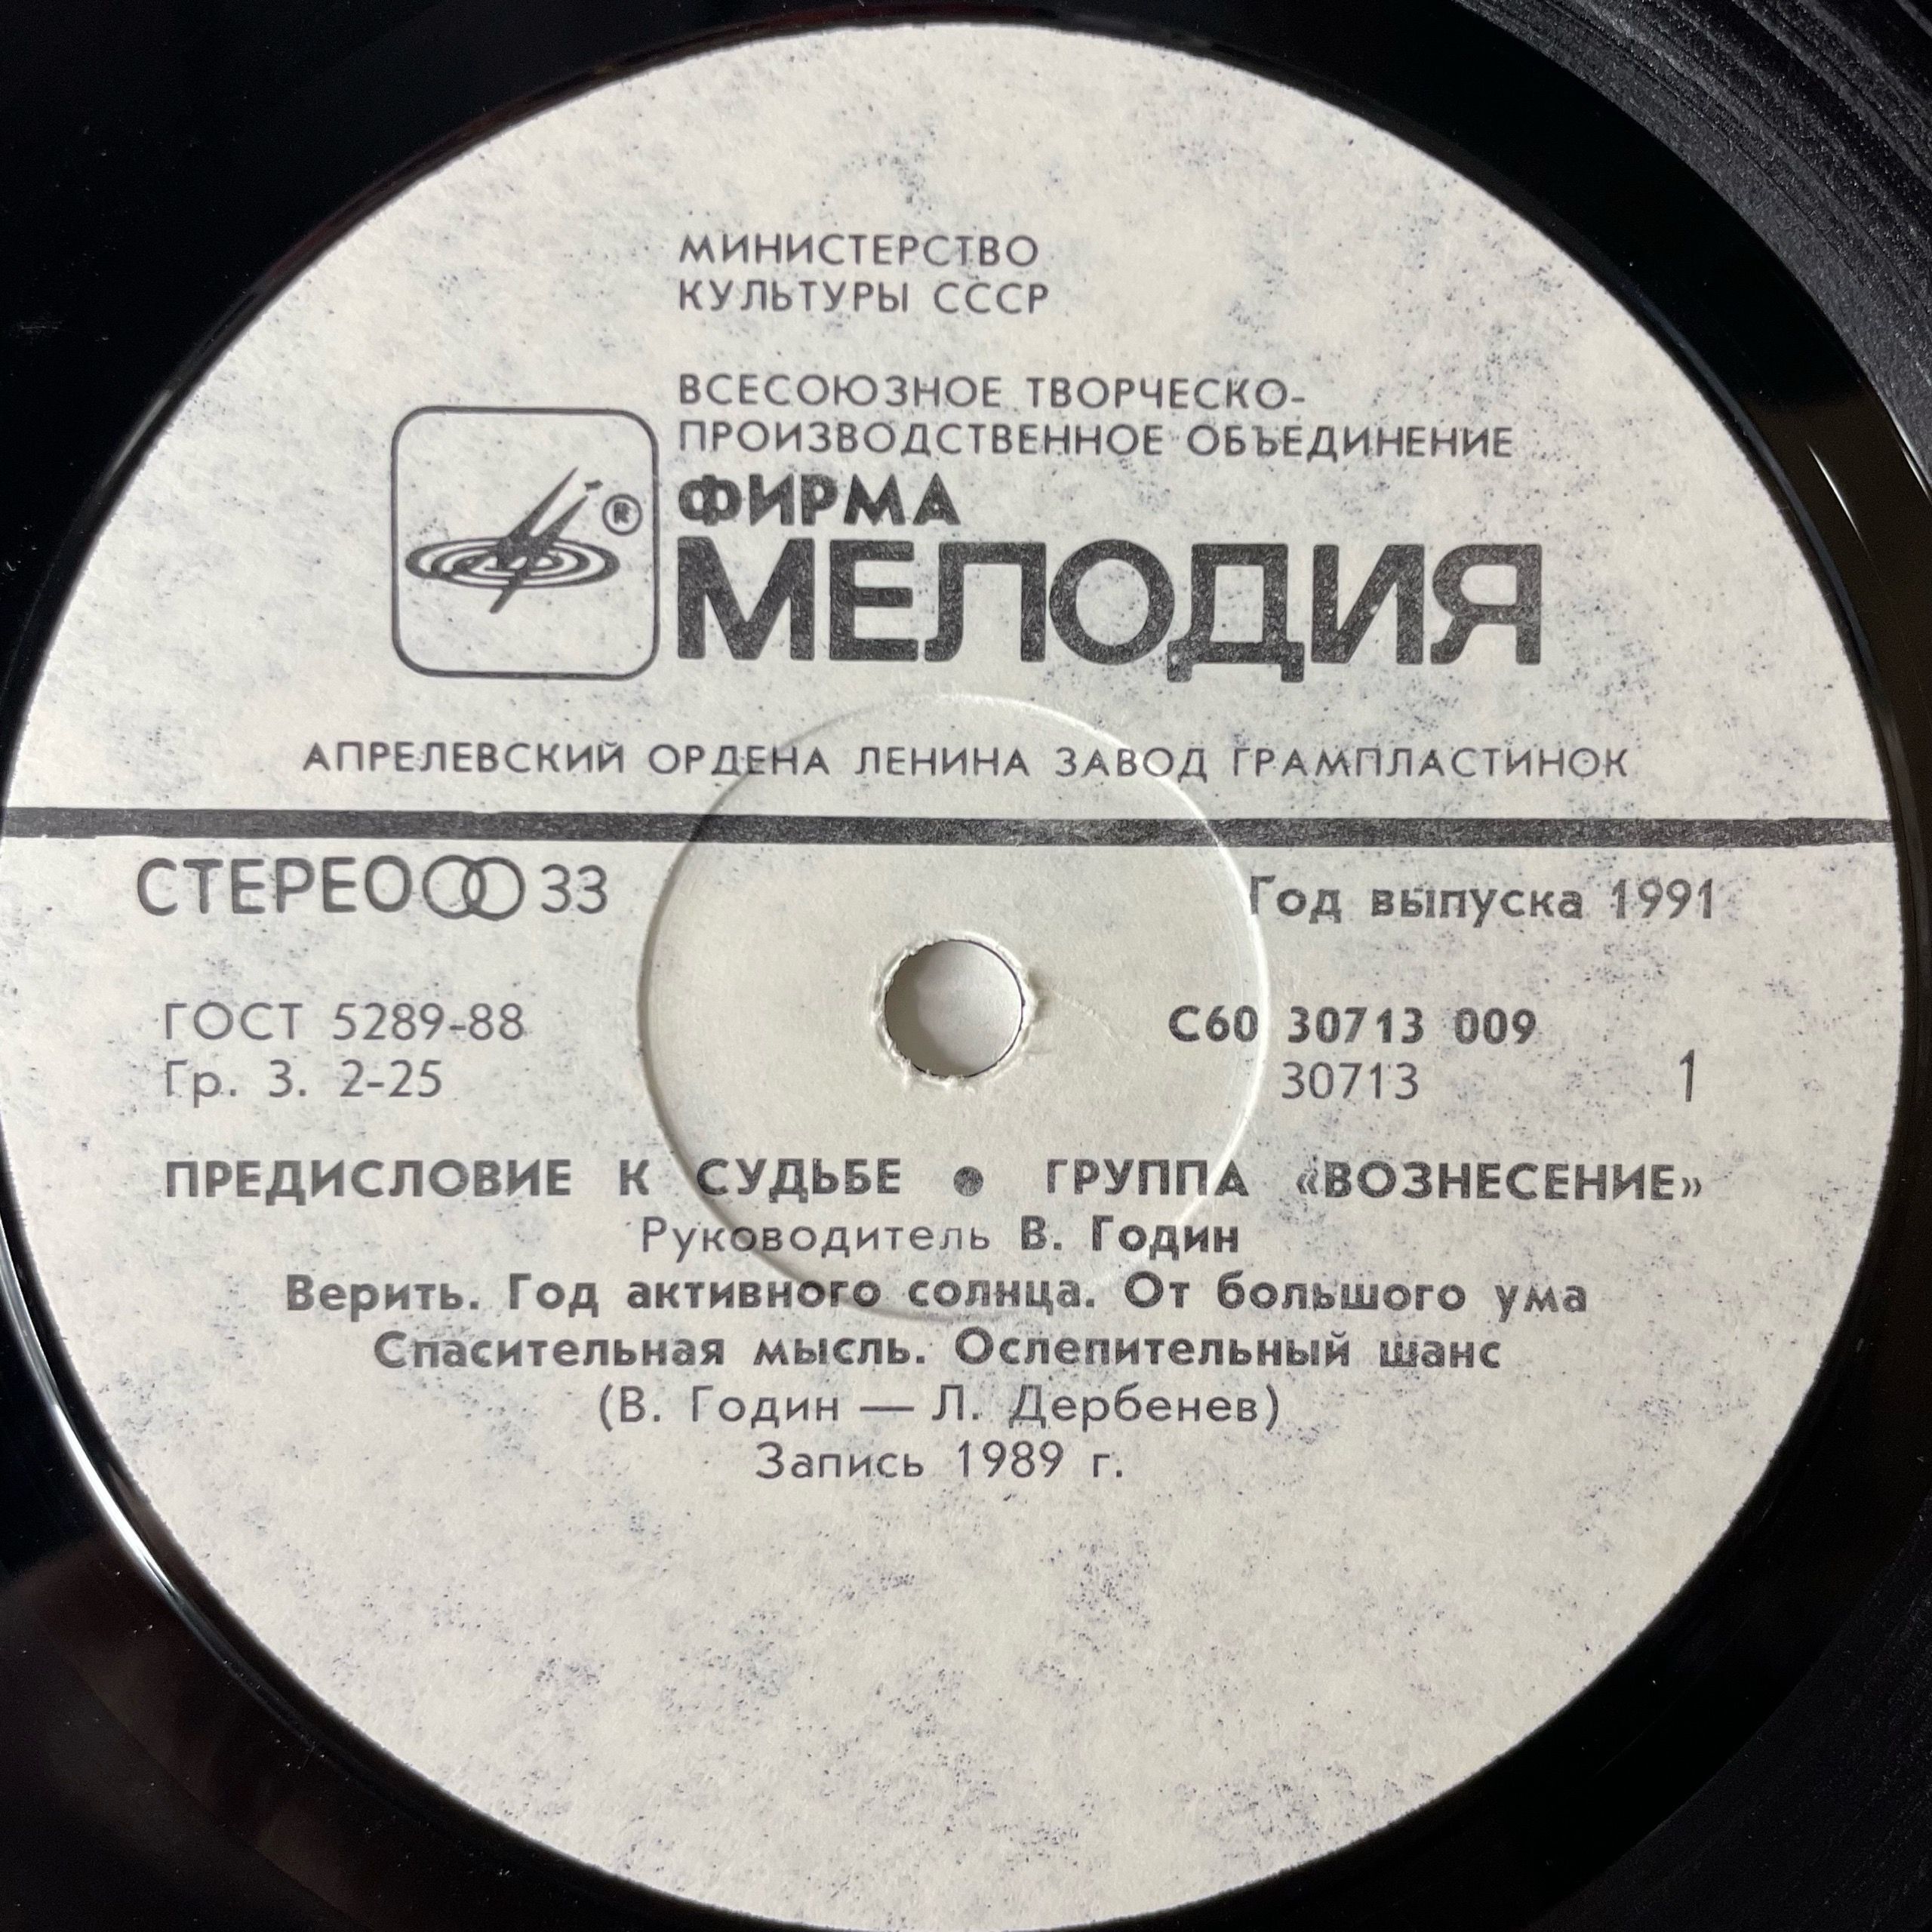 МИНИСТЕРСТВО
КУЛЬТУРЫ СССР
ВСЕСОЮЗНОЕ ТВОРЧЕСКО-
ПРОИЗВОДСТВЕННОЕ ОБЪЕДИНЕНИЕ
ФИРМА
®
МЕЛОДИЯ
АПРЕЛЕВСКИЙ ОРДЕНА ЛЕНИНА ЗАВОД ГРАМПЛАСТИНОК
СТЕРЕО 33
Год выпуска 1991
ГОСТ 5289-88
Гр. 3. 2-25
С60 30713 009
30713 1
ПРЕДИСЛОВИЕ К СУДЬБЕ ● ГРУППА «ВОЗНЕСЕНИЕ»
Руководитель В. Годин
Верить. Год активного солнца. От большого ума
Спасительная мысль. Ослепительный шанс
(В. Годин — Л. Дербенев)
Запись 1989 г.